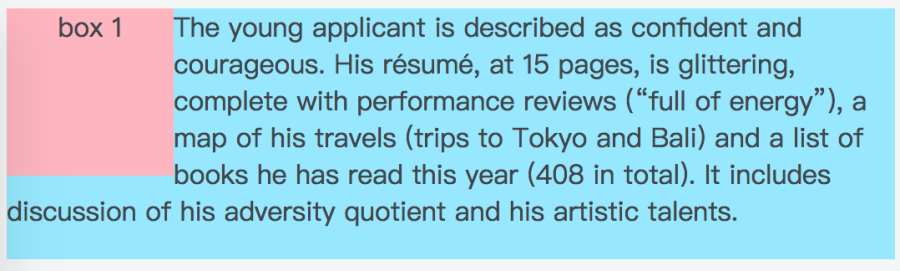 box 1
The young applicant is described as confident and
courageous. His résumé, at 15 pages, is glittering,
complete with performance reviews (“full of energy”), a
map of his travels (trips to Tokyo and Bali) and a list of
books he has read this year (408 in total). It includes
discussion of his adversity quotient and his artistic talents.